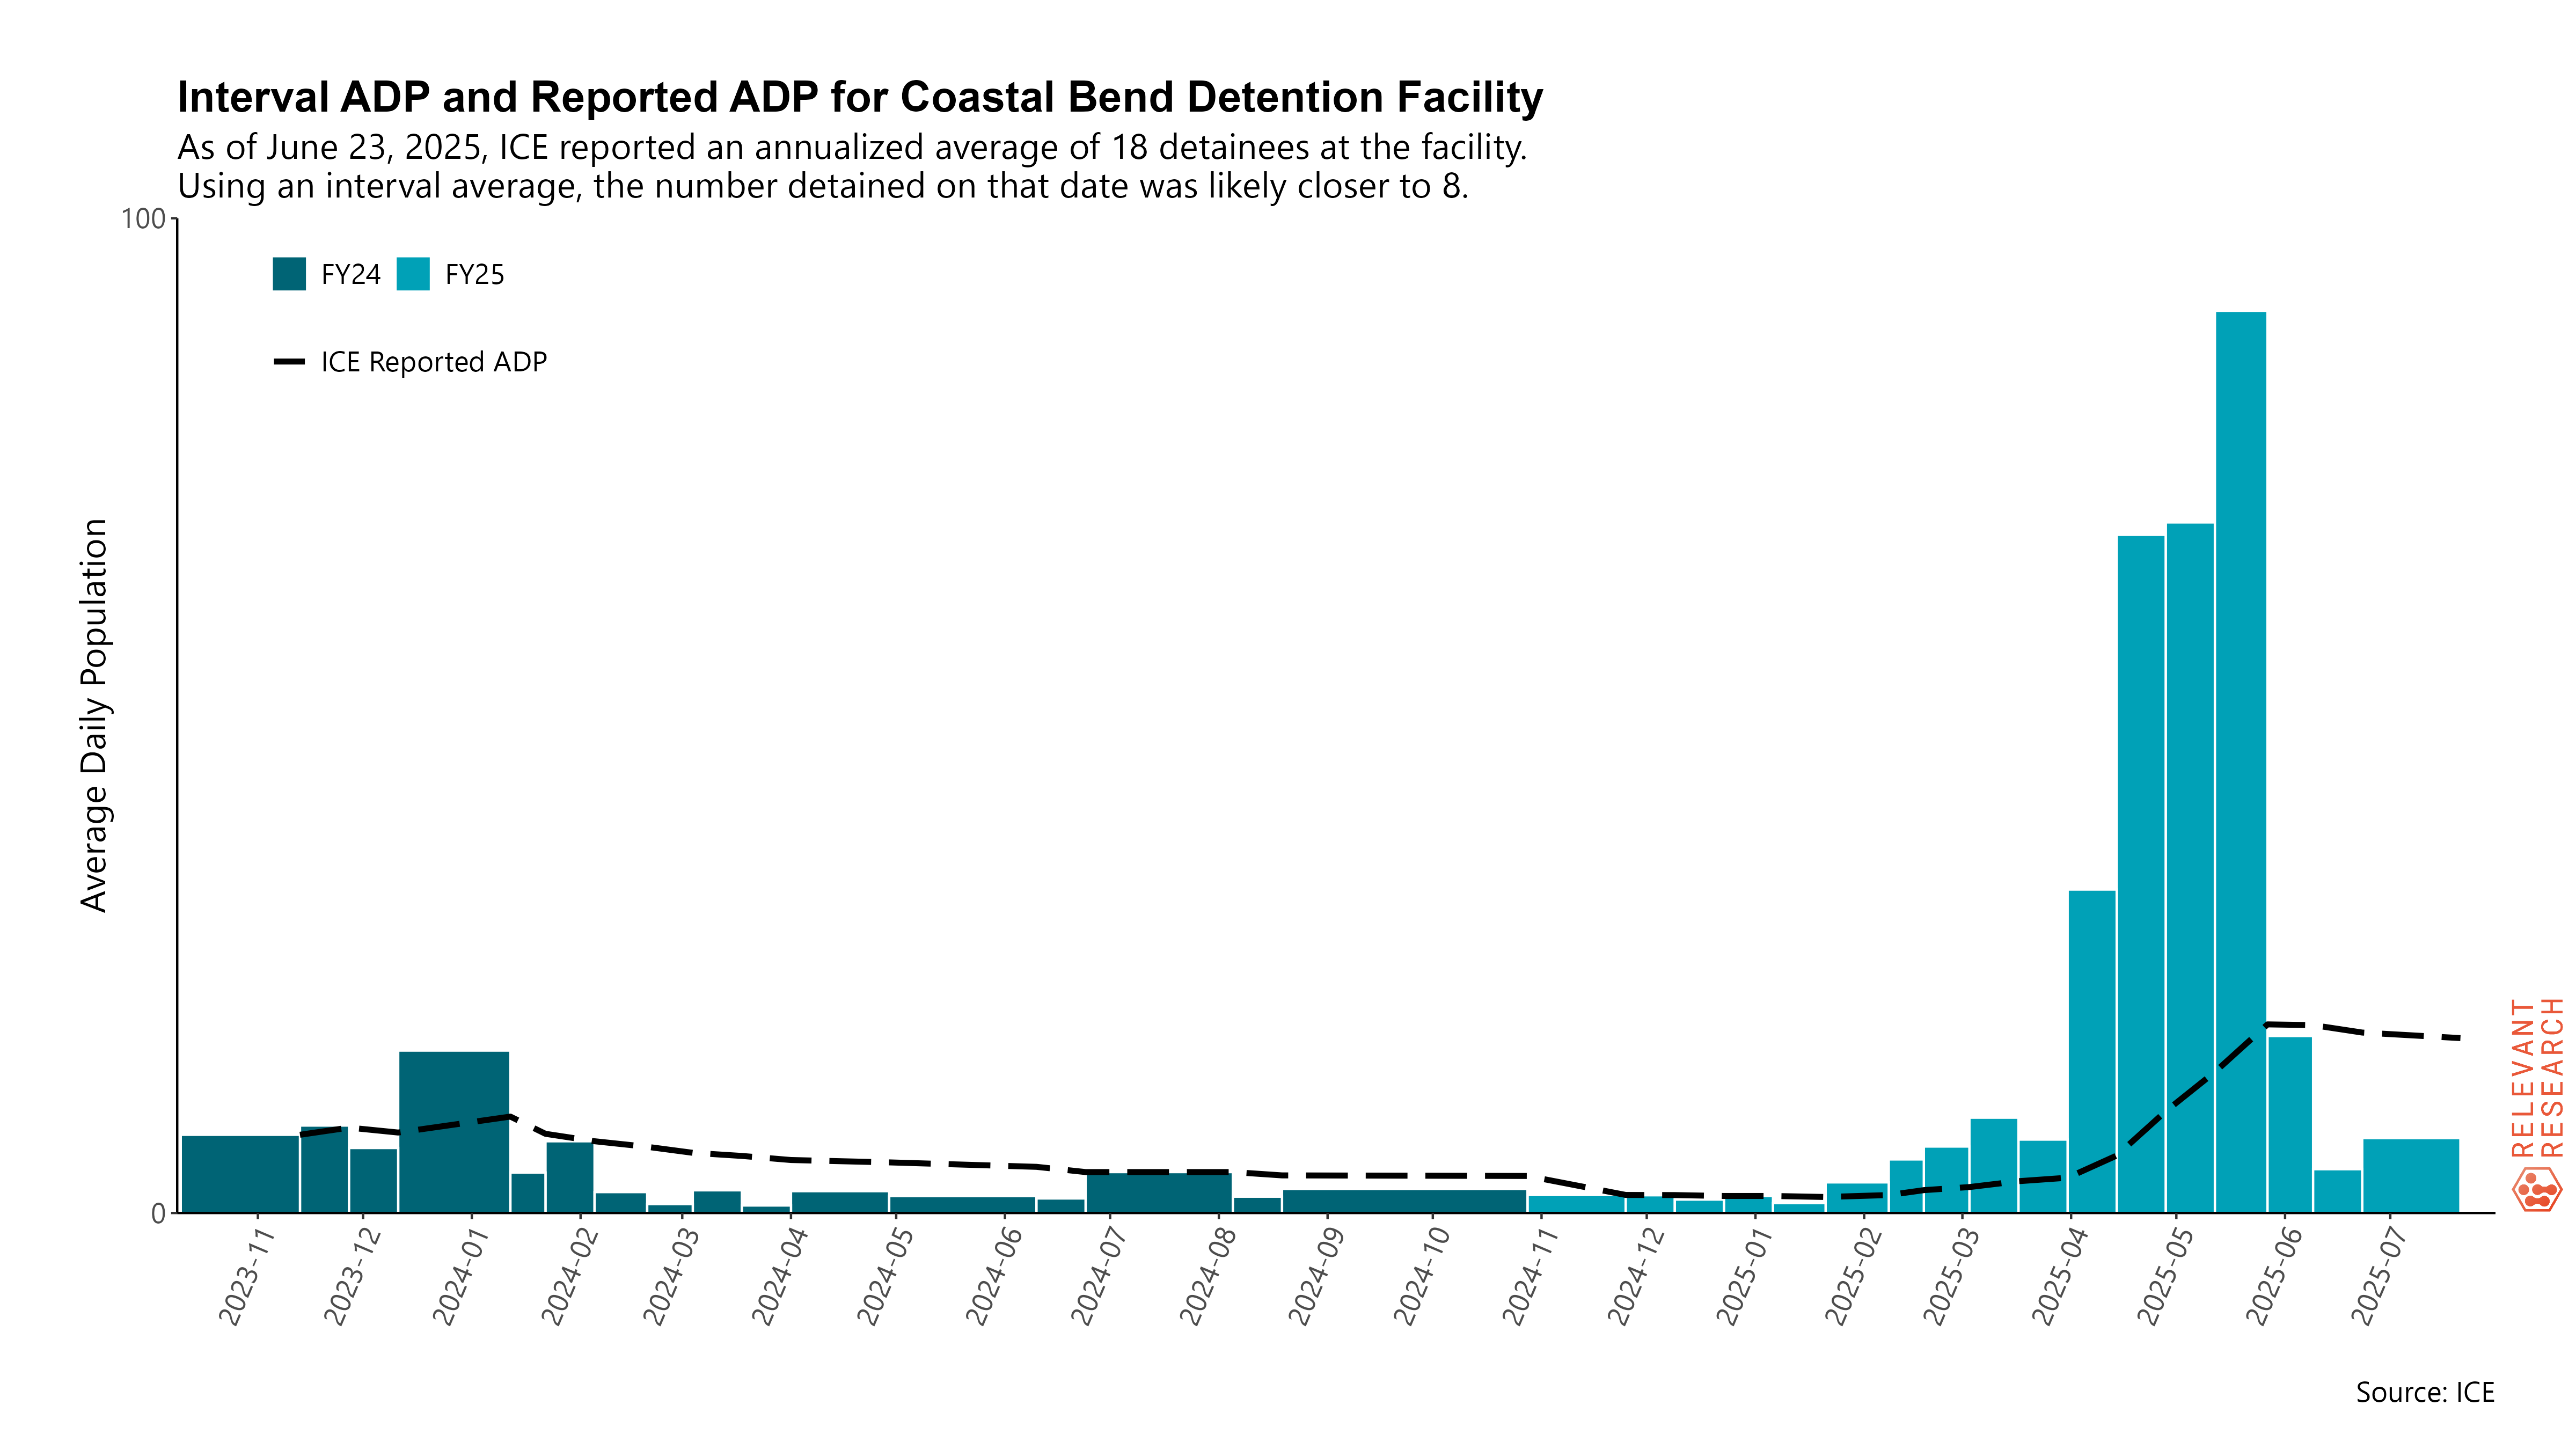 Interval ADP and Reported ADP for Coastal Bend Detention Facility
As of June 23, 2025, ICE reported an annualized average of 18 detainees at the facility.
Using an interval average, the number detained on that date was likely closer to 8.
100
FY24 FY25
ICE Reported ADP
Average Daily Population
0
2023-11
2023-12
2024-01
2024-02
2024-03
2024-04
2024-05
2024-06
2024-07
2024-08
2024-09
2024-10
2024-11
2024-12
2025-01
2025-02
2025-03
2025-04
2025-05
2025-06
2025-07
RELEVANT
RESEARCH
Source: ICE